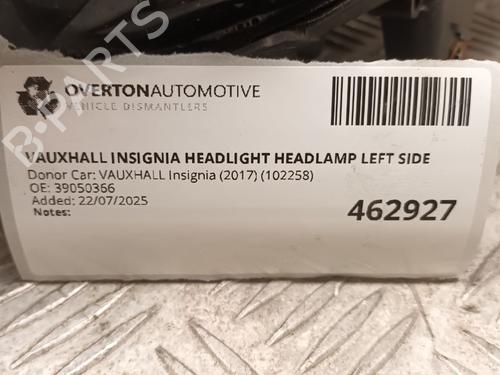 OVERTONAUTOMOTIVE
VEHICLE DISMANTLERS
B-PARTS
VAUXHALL INSIGNIA HEADLIGHT HEADLAMP LEFT SIDE
Donor Car: VAUXHALL Insignia (2017) (102258)
OE: 39050366
Added: 22/07/2025
Notes:
462927